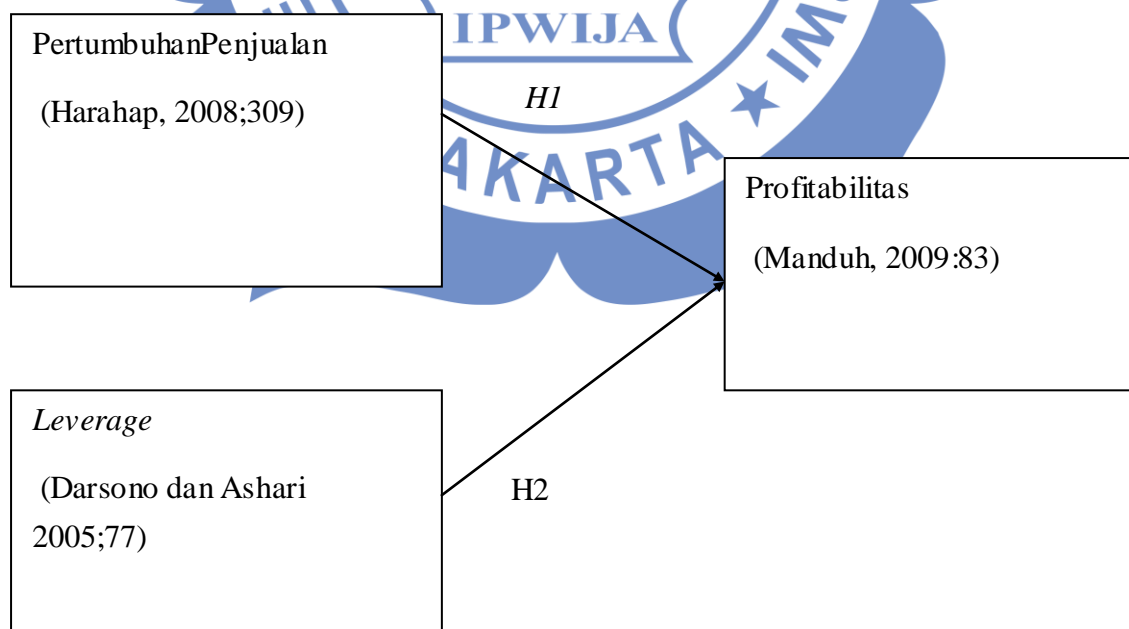 IPWIJA
PertumbuhanPenjualan
(Harahap, 2008;309)
H1
AKARTA
Profitabilitas
(Manduh, 2009:83)
Leverage
(Darsono dan Ashari
2005;77)
H2